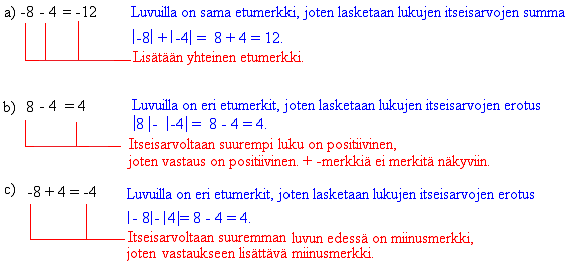 a) -8 - 4 = -12 Luvuilla on sama etumerkki, joten lasketaan lukujen itseisarvojen summa
|-8| + |-4| = 8 + 4 = 12.
Lisätään yhteinen etumerkki.
b) 8 - 4 = 4 Luvuilla on eri etumerkit, joten lasketaan lukujen itseisarvojen erotus
|8 | - |-4| = 8 - 4 = 4.
Itseisarvoltaan suurempi luku on positiivinen,
joten vastaus on positiivinen. + -merkkiä ei merkitä näkyviin.
c) -8 + 4 = -4 Luvuilla on eri etumerkit, joten lasketaan lukujen itseisarvojen erotus
|- 8| - |4|= 8 - 4 = 4.
Itseisarvoltaan suuremman luvun edessä on miinusmerkki,
joten vastaukseen lisättävä miinusmerkki.